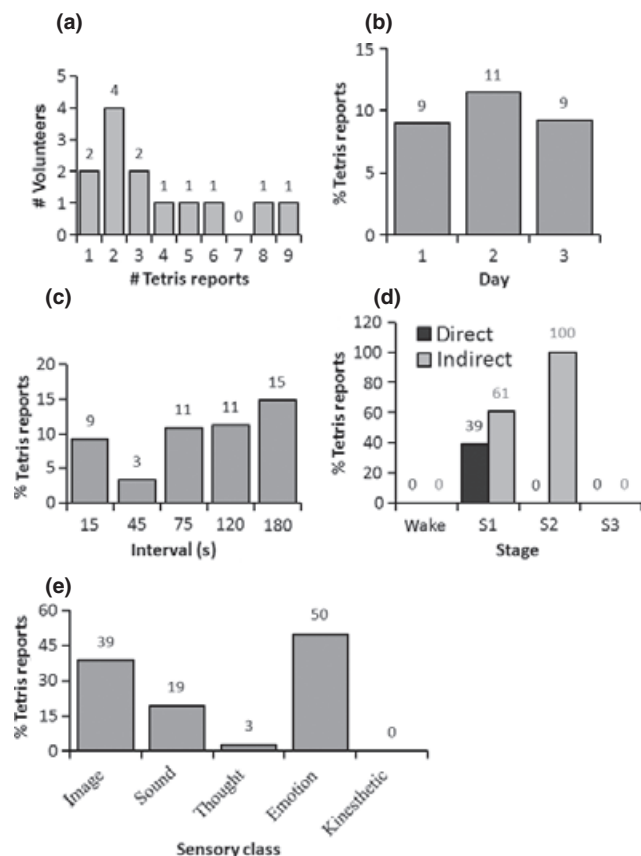 (a)
# Volunteers
5
4
3
2
1
0
2 4 2 1 1 1 0 1 1
1 2 3 4 5 6 7 8 9
# Tetris reports
(b)
% Tetris reports
15
10
5
0
9 11 9
1 2 3
Day
(c)
% Tetris reports
20
15
10
5
0
9 3 11 11 15
15 45 75 120 180
Interval (s)
(d)
% Tetris reports
120
100
80
60
40
20
0
Direct
Indirect
0 0 39 61 0 100 0 0
Wake S1 S2 S3
Stage
(e)
% Tetris reports
60
45
30
15
0
39 19 3 50 0
Image Sound Thought Emotion Kinesthetic
Sensory class